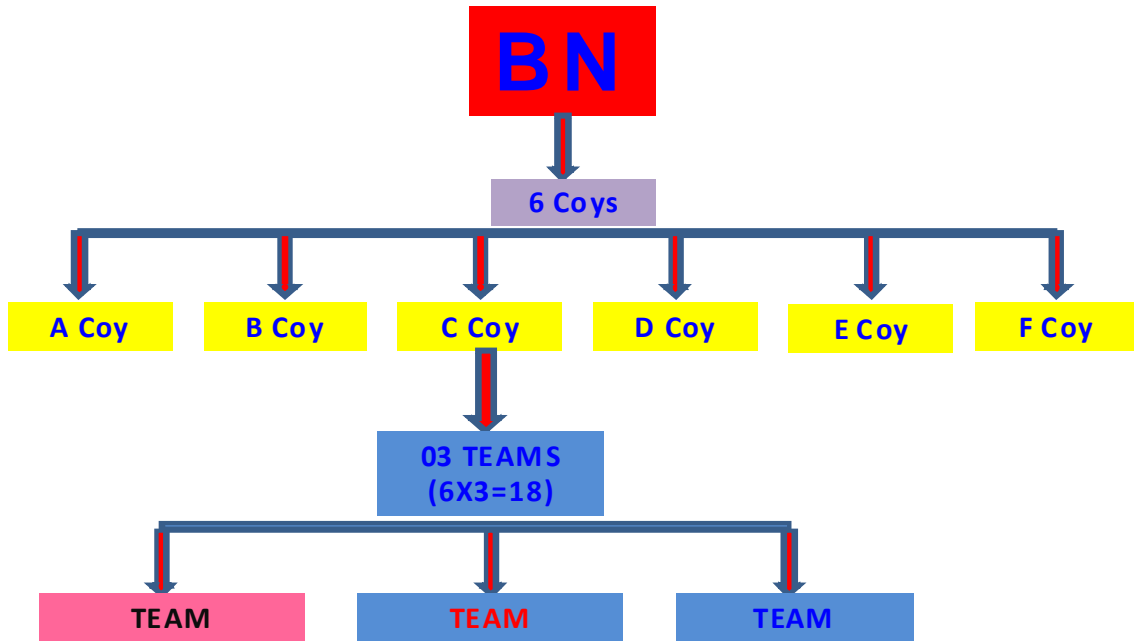 BN
6 Coys
A Coy
B Coy
C Coy
D Coy
E Coy
F Coy
03 TEAMS
(6X3=18)
TEAM
TEAM
TEAM